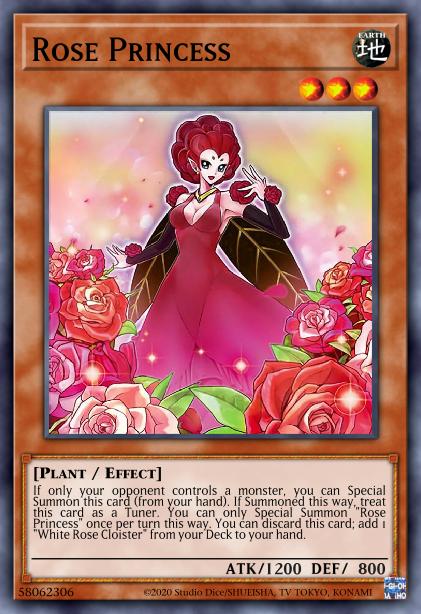 Rose Princess
EARTH
地
[Plant / Effect]
If only your opponent controls a monster, you can Special
Summon this card (from your hand). If Summoned this way, treat
this card as a Tuner. You can only Special Summon "Rose
Princess" once per turn this way. You can discard this card; add 1
"White Rose Cloister" from your Deck to your hand.
ATK/1200 DEF/ 800
58062306
©2020 Studio Dice/SHUEISHA, TV TOKYO, KONAMI